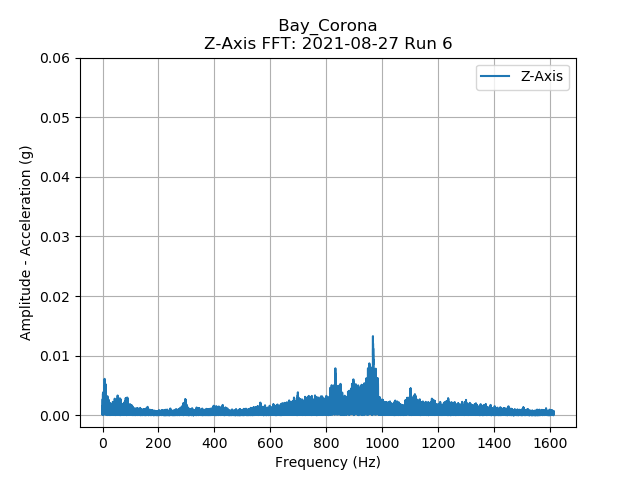 Bay_Corona
Z-Axis FFT: 2021-08-27 Run 6
Z-Axis
0.06
0.05
0.04
0.03
0.02
0.01
0.00
Amplitude - Acceleration (g)
0 200 400 600 800 1000 1200 1400 1600
Frequency (Hz)